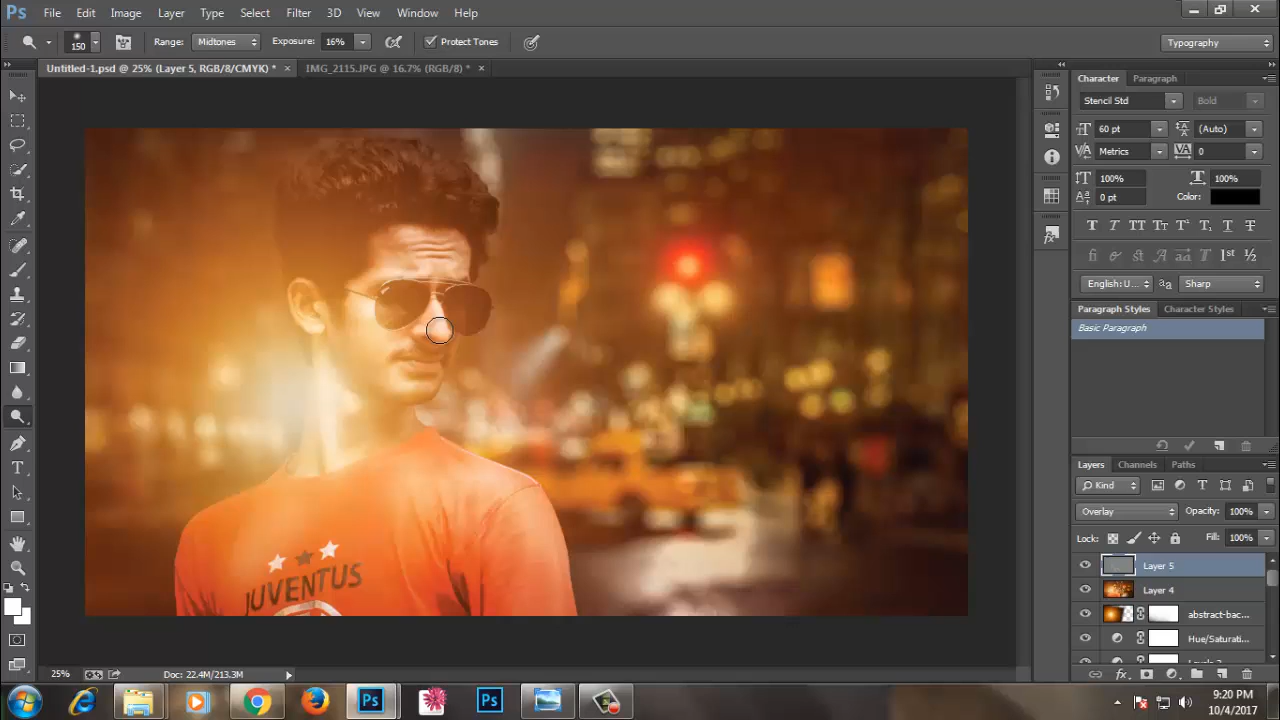 Ps File Edit Image Layer Type Select Filter 3D View Window Help
150 Range: Midtones Exposure: 16% Protect Tones Typography
Untitled-1.psd @ 25% (Layer 5, RGB/8/CMYK) * × IMG_2115.JPG @ 16.7% (RGB/8) * ×
Character Paragraph
Stencil Std Bold
60 pt (Auto)
Metrics 0
100% 100%
0 pt Color:
English: U... aa Sharp
Paragraph Styles Character Styles
Basic Paragraph
Layers Channels Paths
Kind
Overlay Opacity: 100%
Lock: Fill: 100%
Layer 5
Layer 4
abstract-bac...
Hue/Saturati...
JUVENTUS
25% Doc: 22.4M/213.3M
9:20 PM
10/4/2017